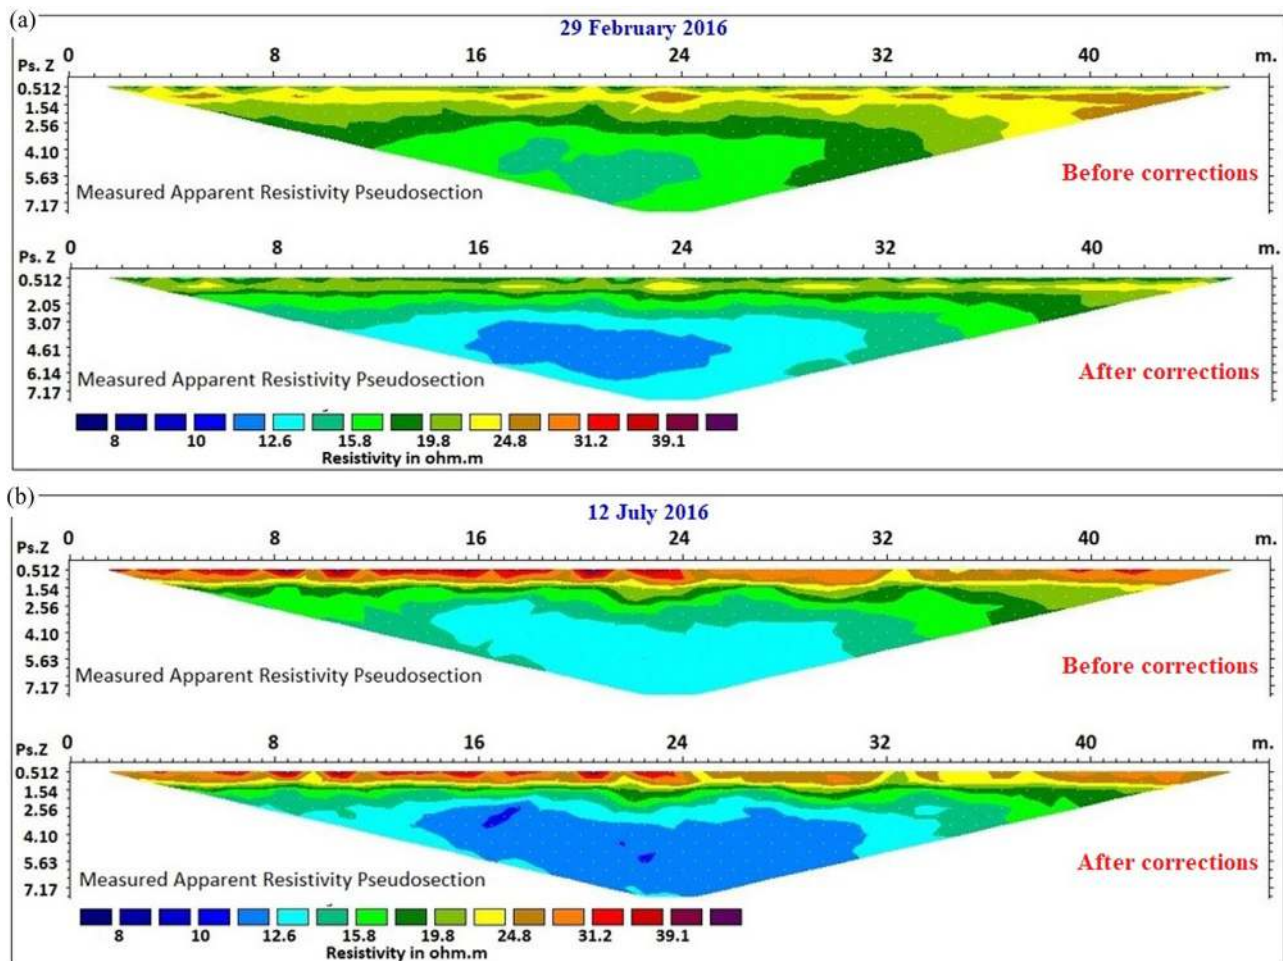 (a)
29 February 2016
0 8 16 24 32 40 m.
Ps. Z
0.512
1.54
2.56
4.10
5.63
7.17
Before corrections
Measured Apparent Resistivity Pseudosection
0 8 16 24 32 40 m.
Ps. Z
0.512
2.05
3.07
4.61
6.14
7.17
After corrections
Measured Apparent Resistivity Pseudosection
8 10 12.6 15.8 19.8 24.8 31.2 39.1
Resistivity in ohm.m
(b)
12 July 2016
0 8 16 24 32 40 m.
Ps.Z
0.512
1.54
2.56
4.10
5.63
7.17
Before corrections
Measured Apparent Resistivity Pseudosection
0 8 16 24 32 40 m.
Ps.Z
0.512
1.54
2.56
4.10
5.63
7.17
After corrections
Measured Apparent Resistivity Pseudosection
8 10 12.6 15.8 19.8 24.8 31.2 39.1
Resistivity in ohm.m